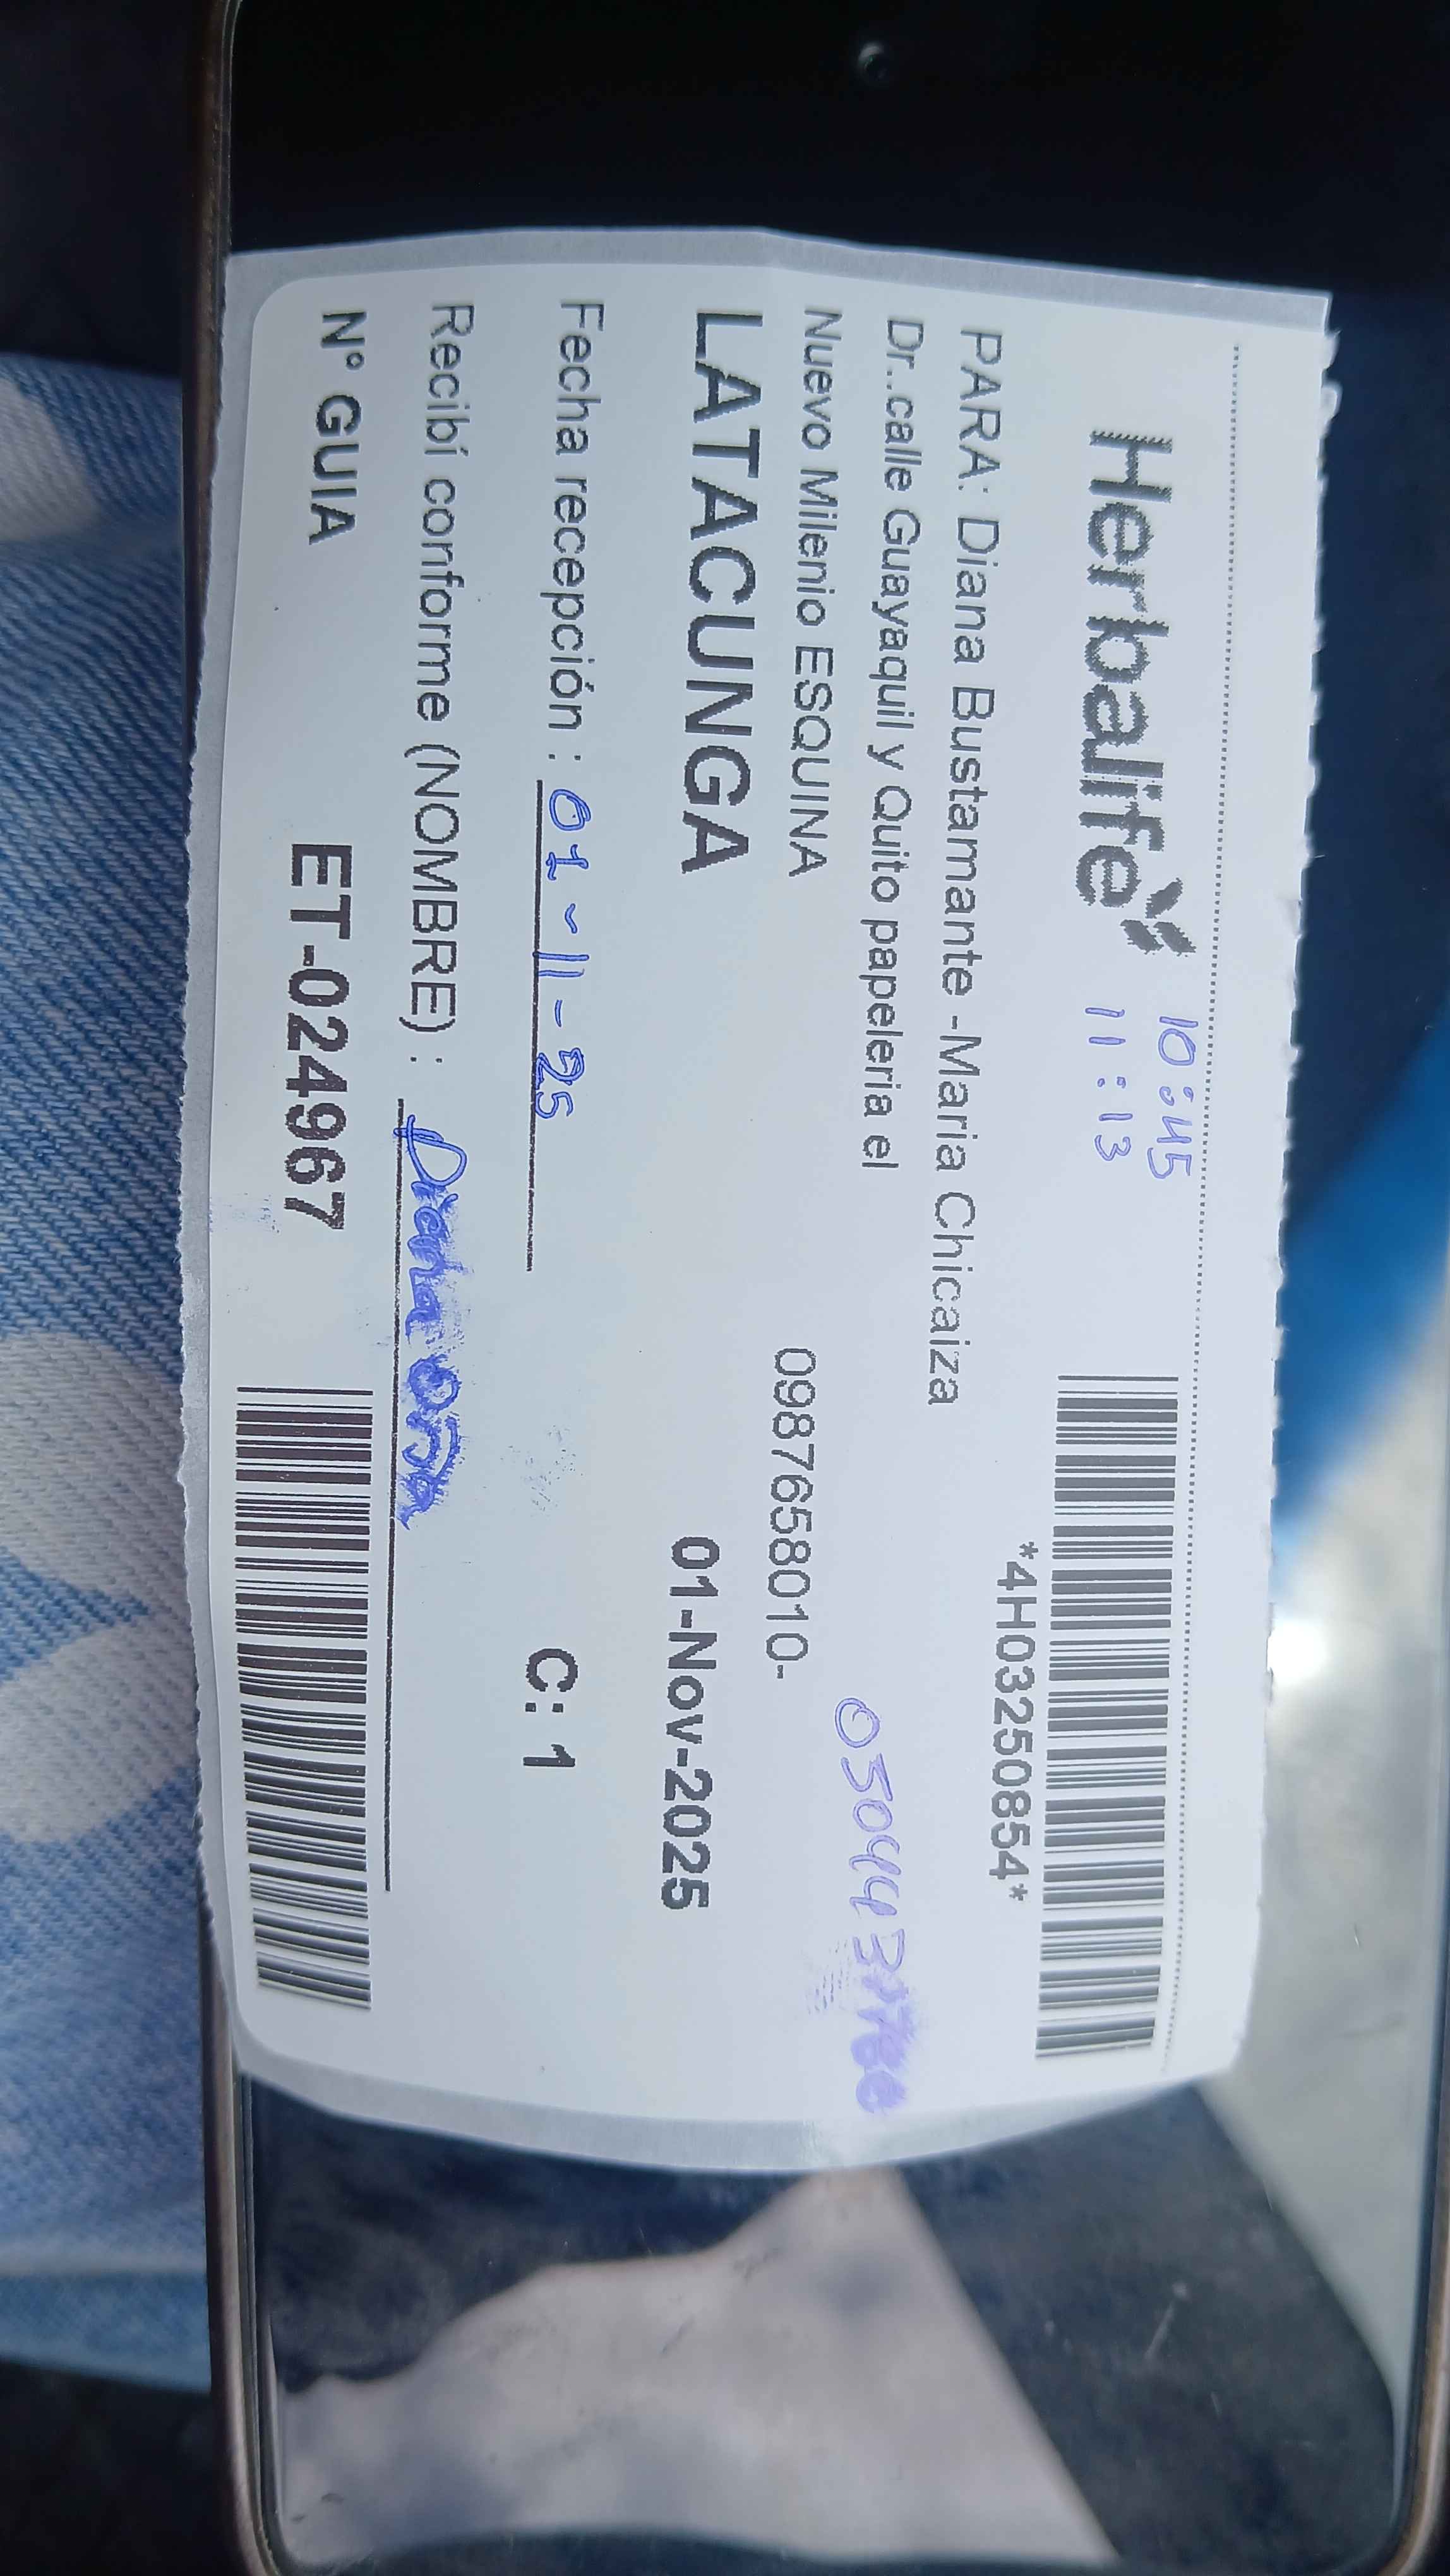 Herbalife
10:45
11:13
*4H03250854*
PARA: Diana Bustamante -Maria Chicaiza
Dr..calle Guayaquil y Quito papeleria el
Nuevo Milenio ESQUINA
0987658010-
LATACUNGA
01-Nov-2025
Fecha recepción : 01-11-25
C: 1
Recibí conforme (NOMBRE) : Diana
N° GUIA
ET-024967